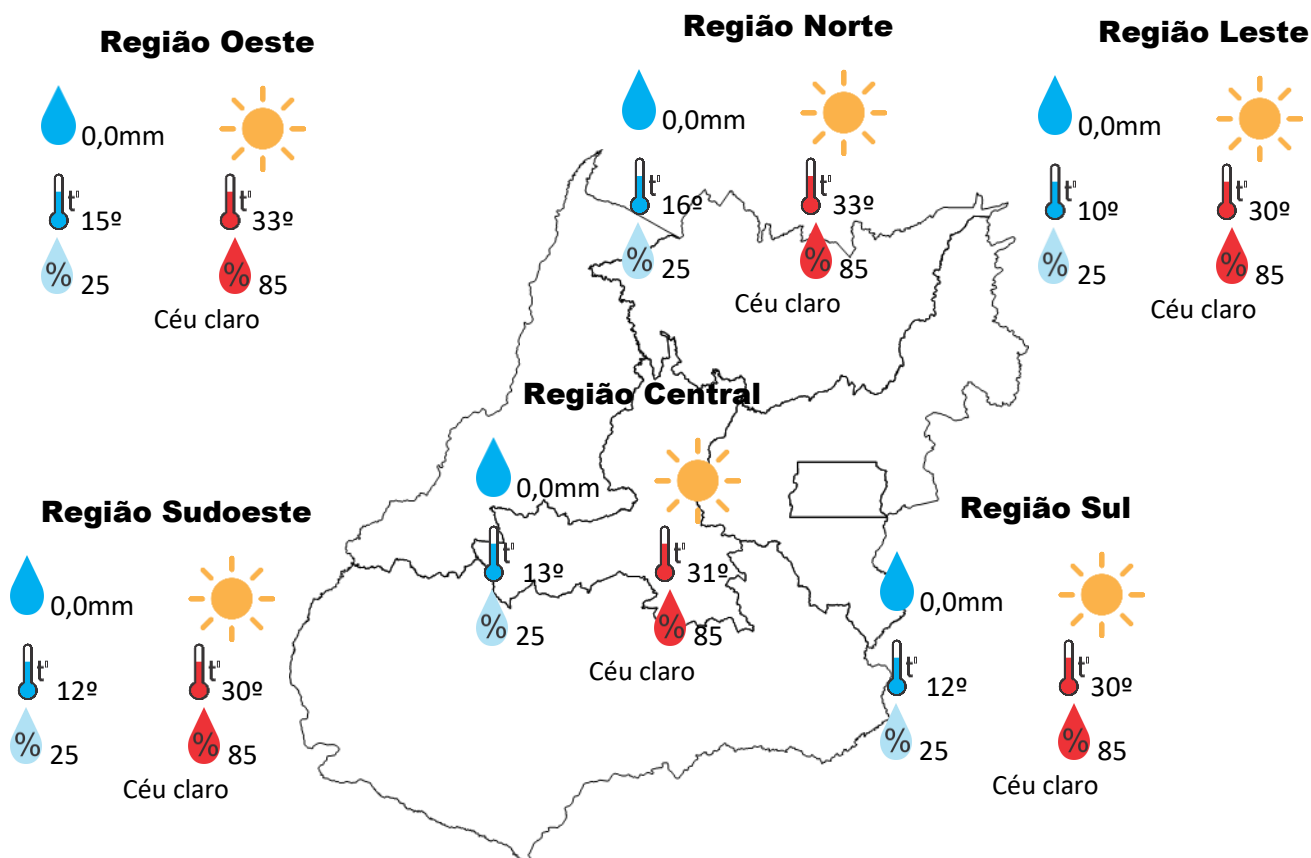 Região Oeste
0,0mm
t°
15º
t°
33º
%
25
%
85
Céu claro
Região Norte
0,0mm
t°
16º
t°
33º
%
25
%
85
Céu claro
Região Leste
0,0mm
t°
10º
t°
30º
%
25
%
85
Céu claro
Região Central
0,0mm
t°
13º
t°
31º
%
25
%
85
Céu claro
Região Sudoeste
0,0mm
t°
12º
t°
30º
%
25
%
85
Céu claro
Região Sul
0,0mm
t°
12º
t°
30º
%
25
%
85
Céu claro